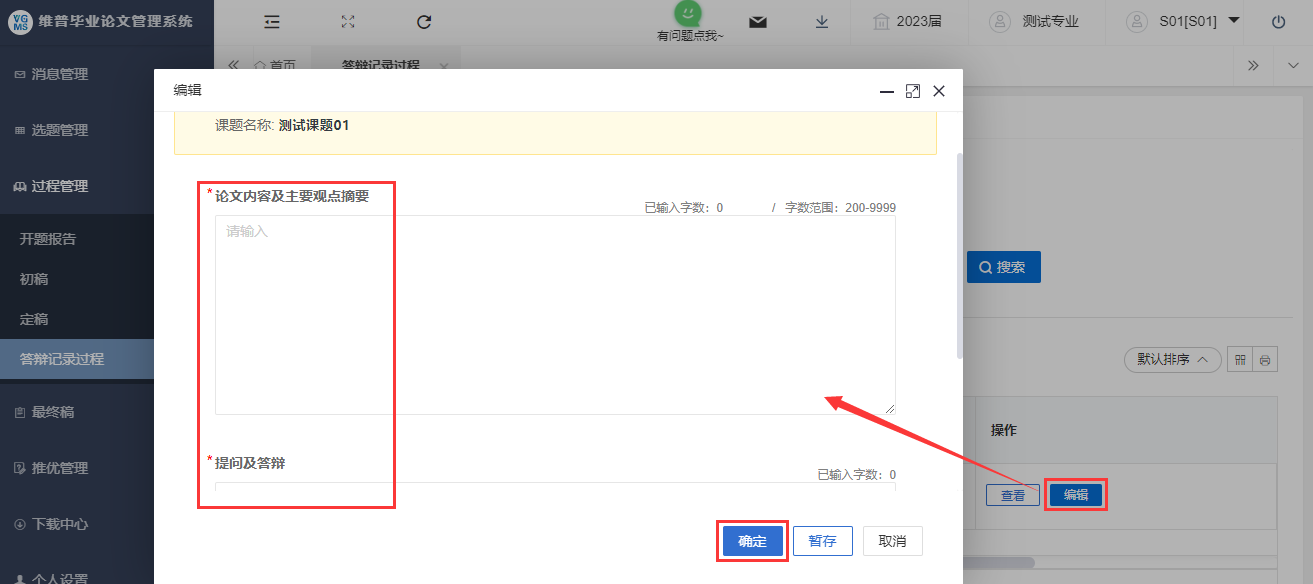 VG
MS
维普毕业论文管理系统
有问题点我~
2023届
测试专业
S01[S01]
首页
答辩记录过程
消息管理
选题管理
过程管理
开题报告
初稿
定稿
答辩记录过程
最终稿
推优管理
下载中心
个人设置
编辑
课题名称: 测试课题01
*论文内容及主要观点摘要
已输入字数: 0 / 字数范围: 200-9999
请输入
*提问及答辩
已输入字数: 0
确定
暂存
取消
搜索
默认排序
操作
查看
编辑